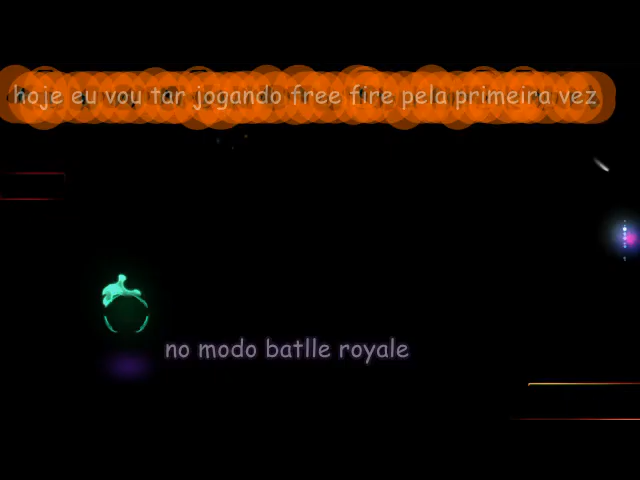 hoje eu vou tar jogando free fire pela primeira vez
no modo batlle royale